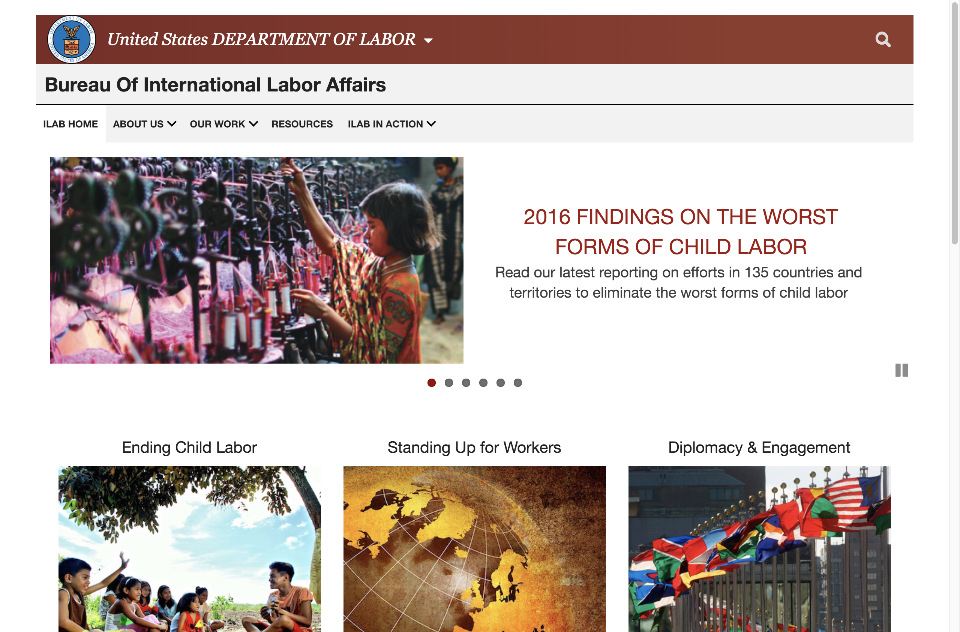 United States DEPARTMENT OF LABOR
Bureau Of International Labor Affairs
ILAB HOME ABOUT US OUR WORK RESOURCES ILAB IN ACTION
2016 FINDINGS ON THE WORST
FORMS OF CHILD LABOR
Read our latest reporting on efforts in 135 countries and
territories to eliminate the worst forms of child labor
Ending Child Labor
Standing Up for Workers
Diplomacy & Engagement